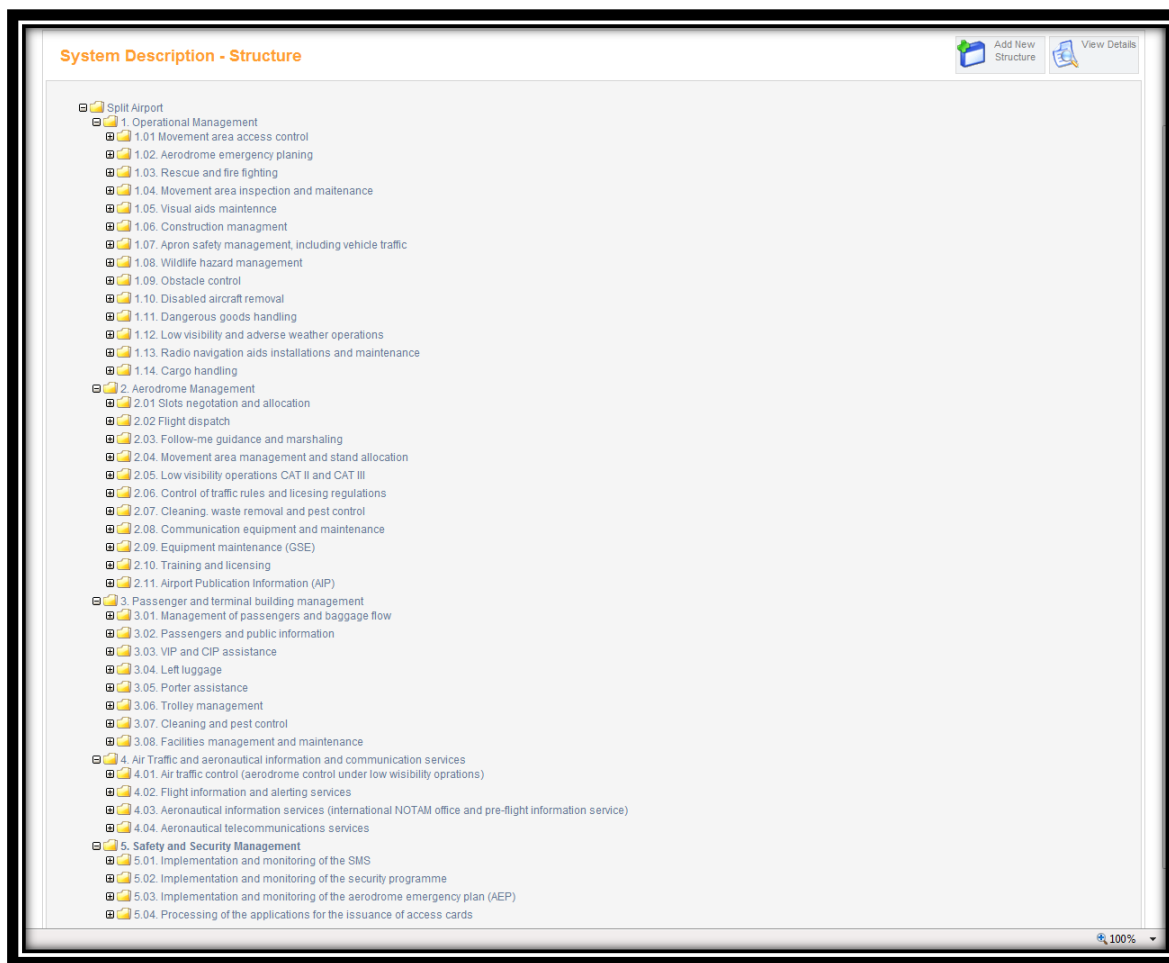 System Description - Structure
Add New
Structure
View Details
Split Airport
1. Operational Management
1.01 Movement area access control
1.02. Aerodrome emergency planing
1.03. Rescue and fire fighting
1.04. Movement area inspection and maitenance
1.05. Visual aids maintennce
1.06. Construction managment
1.07. Apron safety management, including vehicle traffic
1.08. Wildlife hazard management
1.09. Obstacle control
1.10. Disabled aircraft removal
1.11. Dangerous goods handling
1.12. Low visibility and adverse weather operations
1.13. Radio navigation aids installations and maintenance
1.14. Cargo handling
2. Aerodrome Management
2.01 Slots negotation and allocation
2.02 Flight dispatch
2.03. Follow-me guidance and marshaling
2.04. Movement area management and stand allocation
2.05. Low visibility operations CAT II and CAT III
2.06. Control of traffic rules and licesing regulations
2.07. Cleaning. waste removal and pest control
2.08. Communication equipment and maintenance
2.09. Equipment maintenance (GSE)
2.10. Training and licensing
2.11. Airport Publication Information (AIP)
3. Passenger and terminal building management
3.01. Management of passengers and baggage flow
3.02. Passengers and public information
3.03. VIP and CIP assistance
3.04. Left luggage
3.05. Porter assistance
3.06. Trolley management
3.07. Cleaning and pest control
3.08. Facilities management and maintenance
4. Air Traffic and aeronautical information and communication services
4.01. Air traffic control (aerodrome control under low wisibility oprations)
4.02. Flight information and alerting services
4.03. Aeronautical information services (international NOTAM office and pre-flight information service)
4.04. Aeronautical telecommunications services
5. Safety and Security Management
5.01. Implementation and monitoring of the SMS
5.02. Implementation and monitoring of the security programme
5.03. Implementation and monitoring of the aerodrome emergency plan (AEP)
5.04. Processing of the applications for the issuance of access cards
100%